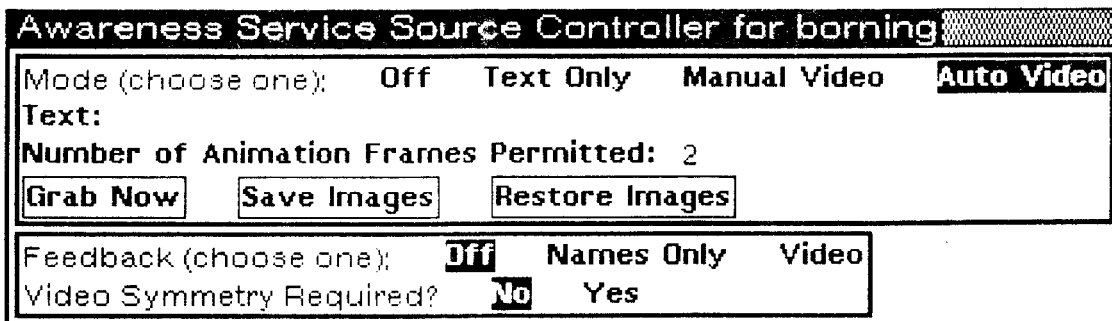 Awareness Service Source Controller for borning
Mode (choose one): Off Text Only Manual Video Auto Video
Text:
Number of Animation Frames Permitted: 2
Grab Now Save Images Restore Images
Feedback (choose one): Off Names Only Video
Video Symmetry Required? No Yes